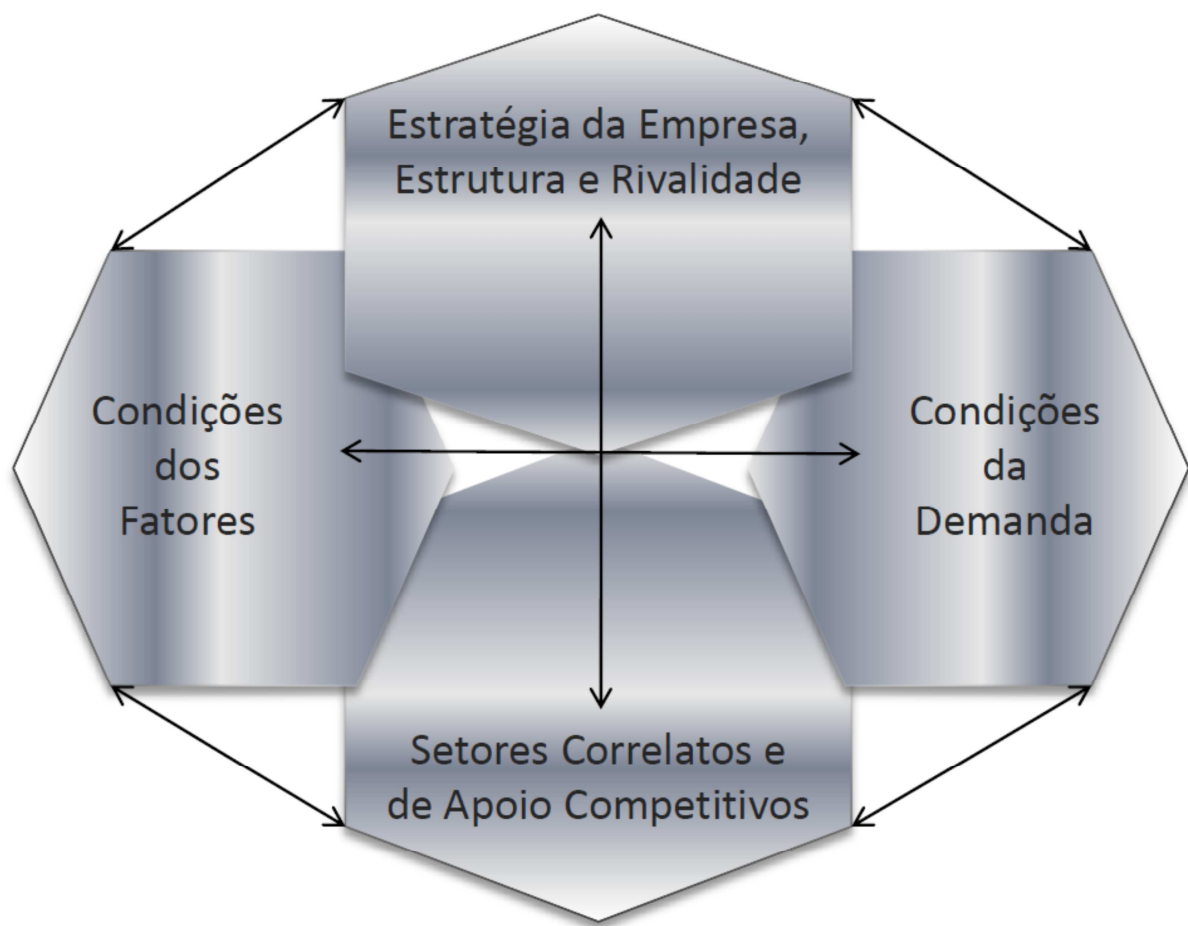 Estratégia da Empresa,
Estrutura e Rivalidade
Condições
dos
Fatores
Condições
da
Demanda
Setores Correlatos e
de Apoio Competitivos